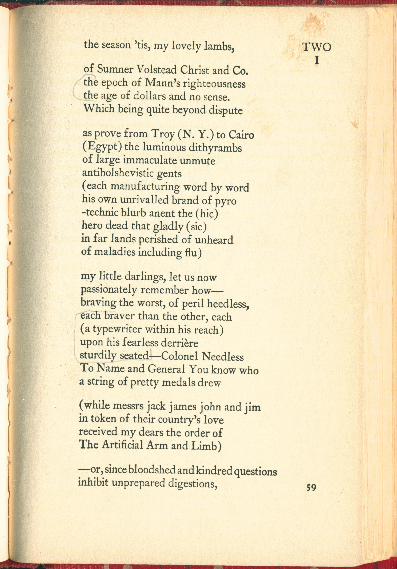 the season 'tis, my lovely lambs,
TWO
I
of Sumner Volstead Christ and Co.
the epoch of Mann's righteousness
the age of dollars and no sense.
Which being quite beyond dispute
as prove from Troy (N. Y.) to Cairo
(Egypt) the luminous dithyrambs
of large immaculate unmute
antibolshevistic gents
(each manufacturing word by word
his own unrivalled brand of pyro
-technic blurb anent the (hic)
hero dead that gladly (sic)
in far lands perished of unheard
of maladies including flu)
my little darlings, let us now
passionately remember how—
braving the worst, of peril heedless,
each braver than the other, each
(a typewriter within his reach)
upon his fearless derrière
sturdily seated—Colonel Needless
To Name and General You know who
a string of pretty medals drew
(while messrs jack james john and jim
in token of their country's love
received my dears the order of
The Artificial Arm and Limb)
—or, since bloodshed and kindred questions
inhibit unprepared digestions,
59